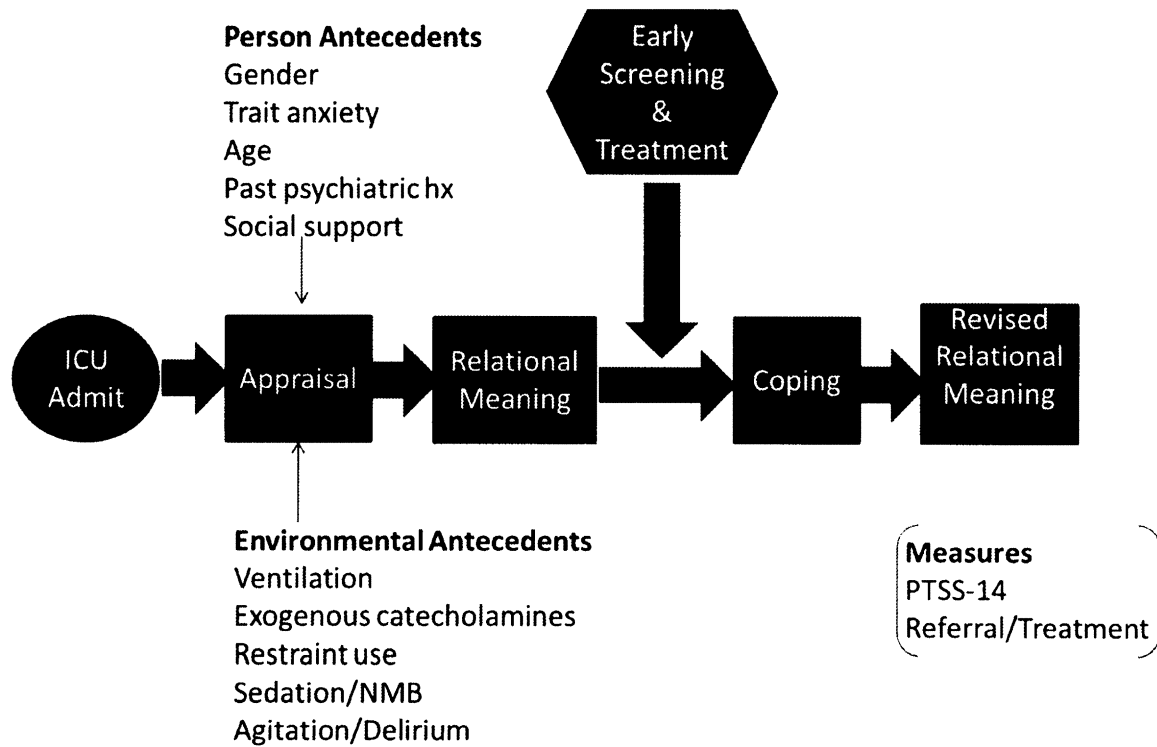 Person Antecedents
Gender
Trait anxiety
Age
Past psychiatric hx
Social support
Early
Screening
&
Treatment
ICU
Admit
Appraisal
Relational
Meaning
Coping
Revised
Relational
Meaning
Environmental Antecedents
Ventilation
Exogenous catecholamines
Restraint use
Sedation/NMB
Agitation/Delirium
Measures
PTSS-14
Referral/Treatment